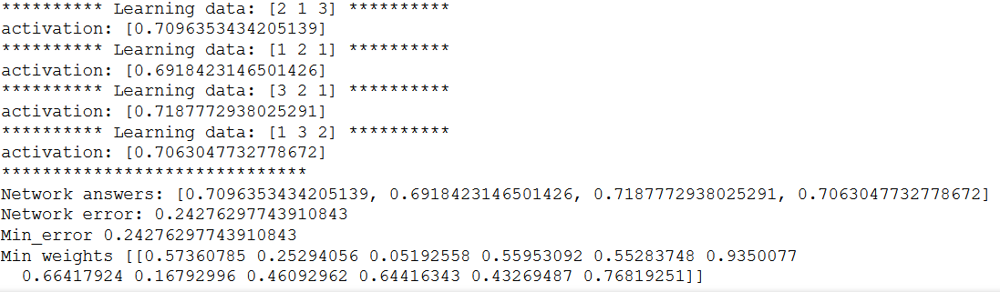 ********** Learning data: [2 1 3] **********
activation: [0.7096353434205139]
********** Learning data: [1 2 1] **********
activation: [0.6918423146501426]
********** Learning data: [3 2 1] **********
activation: [0.7187772938025291]
********** Learning data: [1 3 2] **********
activation: [0.7063047732778672]
******************************
Network answers: [0.7096353434205139, 0.6918423146501426, 0.7187772938025291, 0.7063047732778672]
Network error: 0.24276297743910843
Min_error 0.24276297743910843
Min_weights [[0.57360785 0.25294056 0.05192558 0.55953092 0.55283748 0.9350077
  0.66417924 0.16792996 0.46092962 0.64416343 0.43269487 0.76819251]]